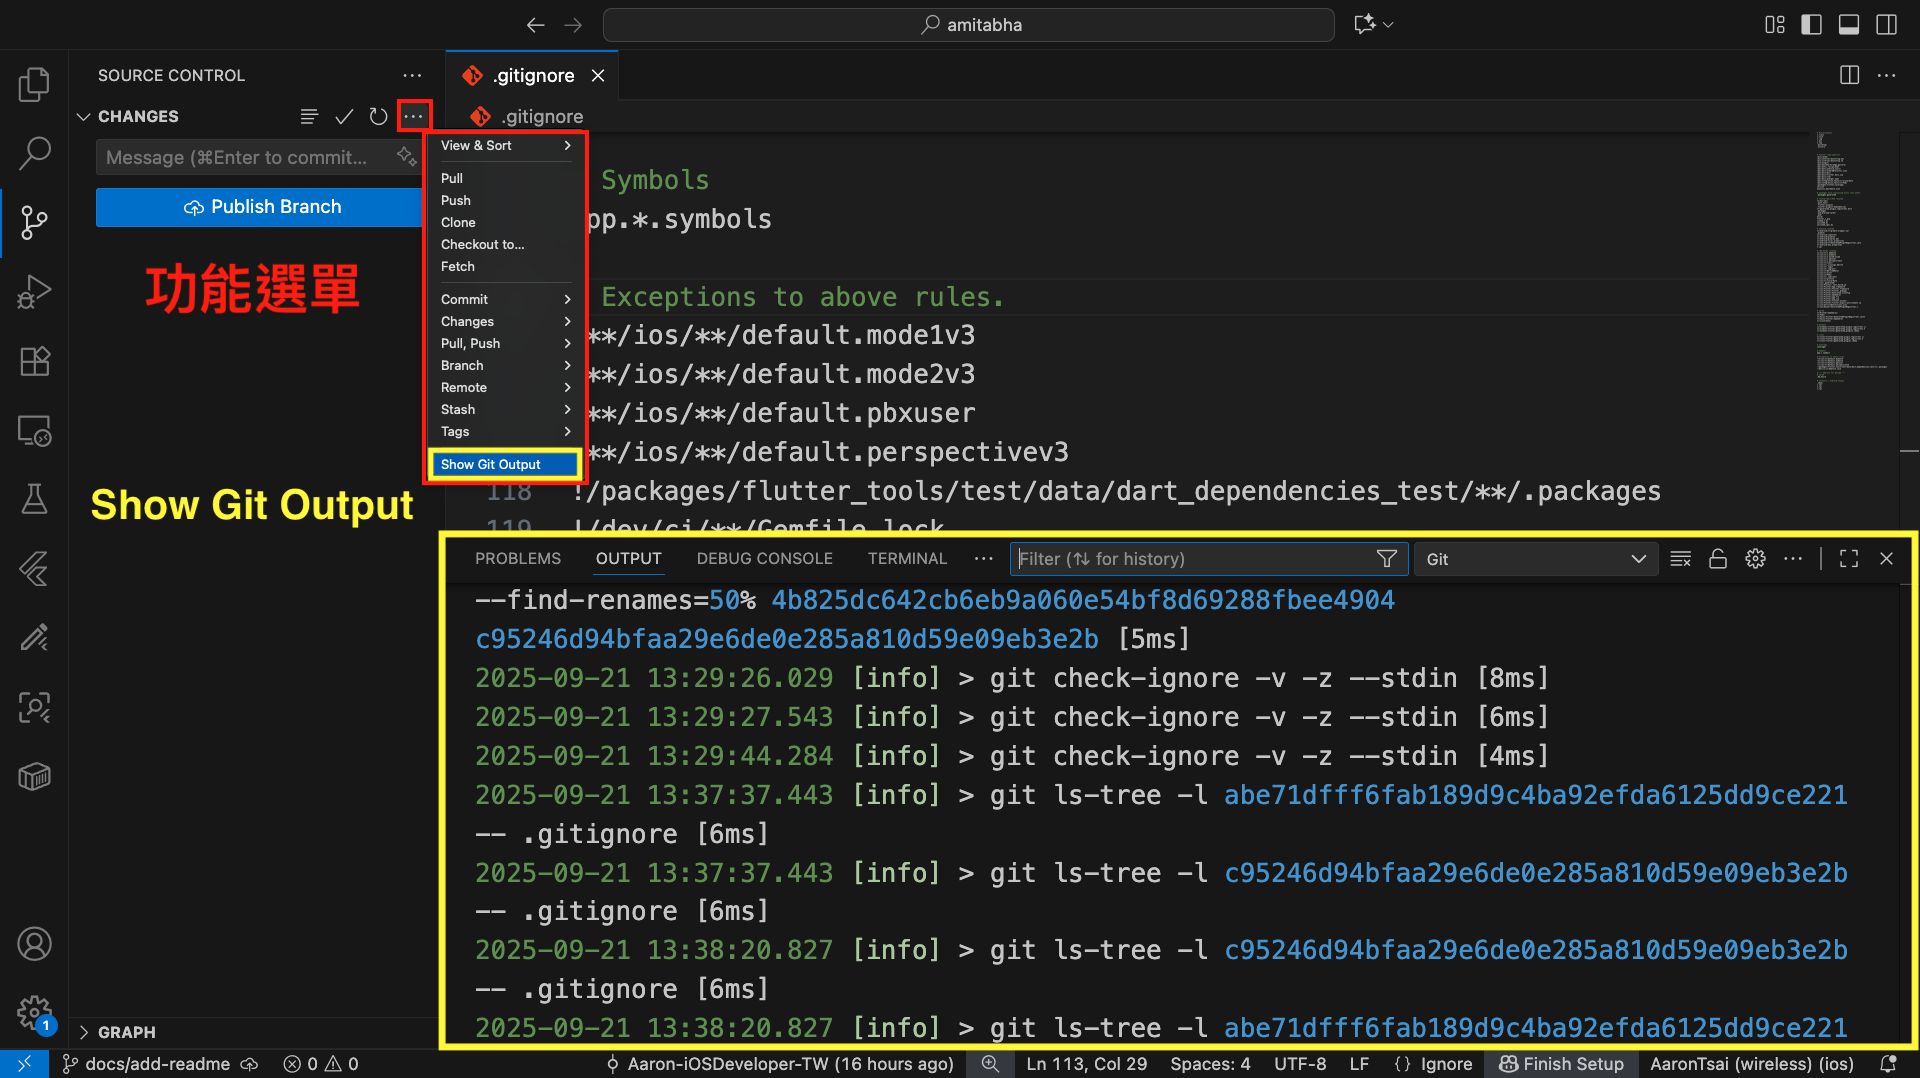 amitabha
SOURCE CONTROL
.gitignore
CHANGES
.gitignore
Message (⌘Enter to commit...
Publish Branch
功能選單
Show Git Output
View & Sort
Pull
Push
Clone
Checkout to...
Fetch
Commit
Changes
Pull, Push
Branch
Remote
Stash
Tags
Show Git Output
Symbols
pp.*.symbols
Exceptions to above rules.
**/ios/**/default.mode1v3
**/ios/**/default.mode2v3
**/ios/**/default.pbxuser
**/ios/**/default.perspectivev3
118 !/packages/flutter_tools/test/data/dart_dependencies_test/**/.packages
119 !/dev/ci/**/Gemfile.lock
PROBLEMS OUTPUT DEBUG CONSOLE TERMINAL ··· Filter (⇅ for history) Git
--find-renames=50% 4b825dc642cb6eb9a060e54bf8d69288fbee4904
c95246d94bfaa29e6de0e285a810d59e09eb3e2b [5ms]
2025-09-21 13:29:26.029 [info] > git check-ignore -v -z --stdin [8ms]
2025-09-21 13:29:27.543 [info] > git check-ignore -v -z --stdin [6ms]
2025-09-21 13:29:44.284 [info] > git check-ignore -v -z --stdin [4ms]
2025-09-21 13:37:37.443 [info] > git ls-tree -l abe71dfff6fab189d9c4ba92efda6125dd9ce221
-- .gitignore [6ms]
2025-09-21 13:37:37.443 [info] > git ls-tree -l c95246d94bfaa29e6de0e285a810d59e09eb3e2b
-- .gitignore [6ms]
2025-09-21 13:38:20.827 [info] > git ls-tree -l c95246d94bfaa29e6de0e285a810d59e09eb3e2b
-- .gitignore [6ms]
2025-09-21 13:38:20.827 [info] > git ls-tree -l abe71dfff6fab189d9c4ba92efda6125dd9ce221
1
GRAPH
docs/add-readme 0 0 Aaron-iOSDeveloper-TW (16 hours ago) Ln 113, Col 29 Spaces: 4 UTF-8 LF {} Ignore Finish Setup AaronTsai (wireless) (ios)